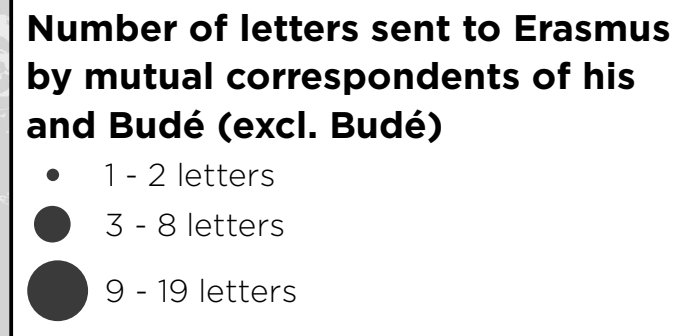 Number of letters sent to Erasmus
by mutual correspondents of his
and Budé (excl. Budé)
1 - 2 letters
3 - 8 letters
9 - 19 letters